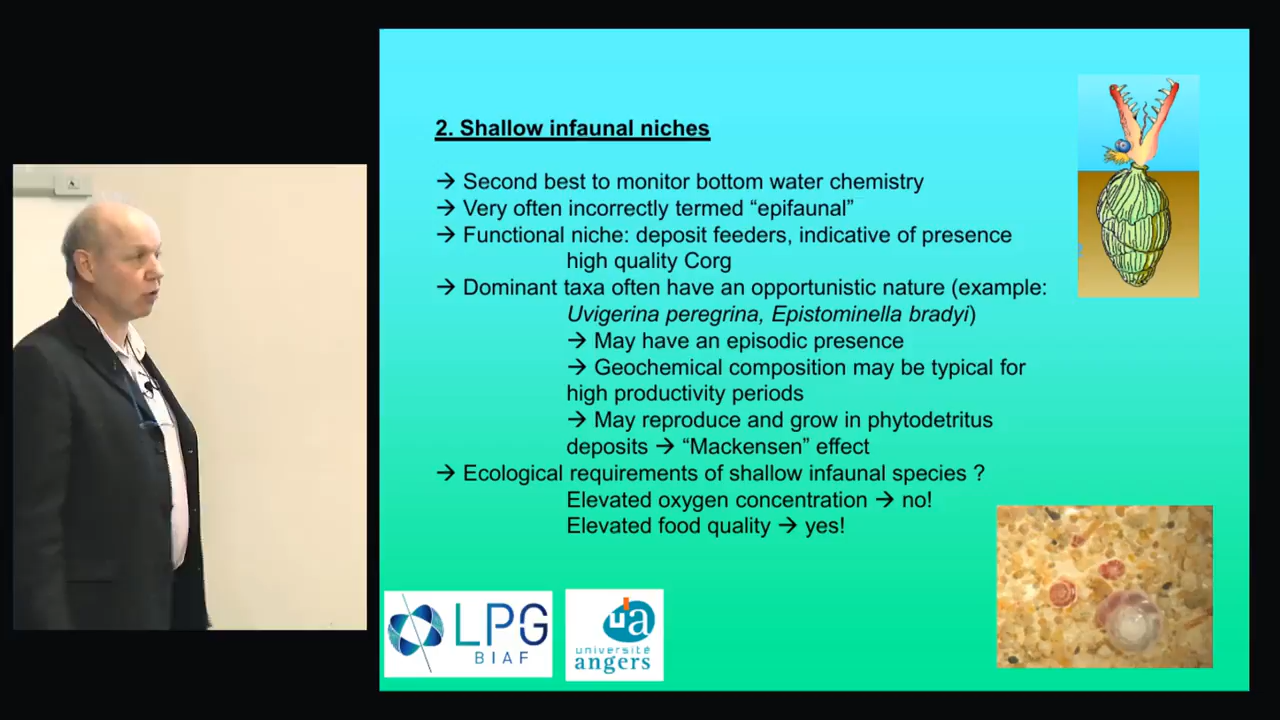 2. Shallow infaunal niches
→ Second best to monitor bottom water chemistry
→ Very often incorrectly termed “epifaunal”
→ Functional niche: deposit feeders, indicative of presence
high quality Corg
→ Dominant taxa often have an opportunistic nature (example:
Uvigerina peregrina, Epistominella bradyi)
→ May have an episodic presence
→ Geochemical composition may be typical for
high productivity periods
→ May reproduce and grow in phytodetritus
deposits → “Mackensen” effect
→ Ecological requirements of shallow infaunal species ?
Elevated oxygen concentration → no!
Elevated food quality → yes!
LPG
BIAF
ua
université
angers